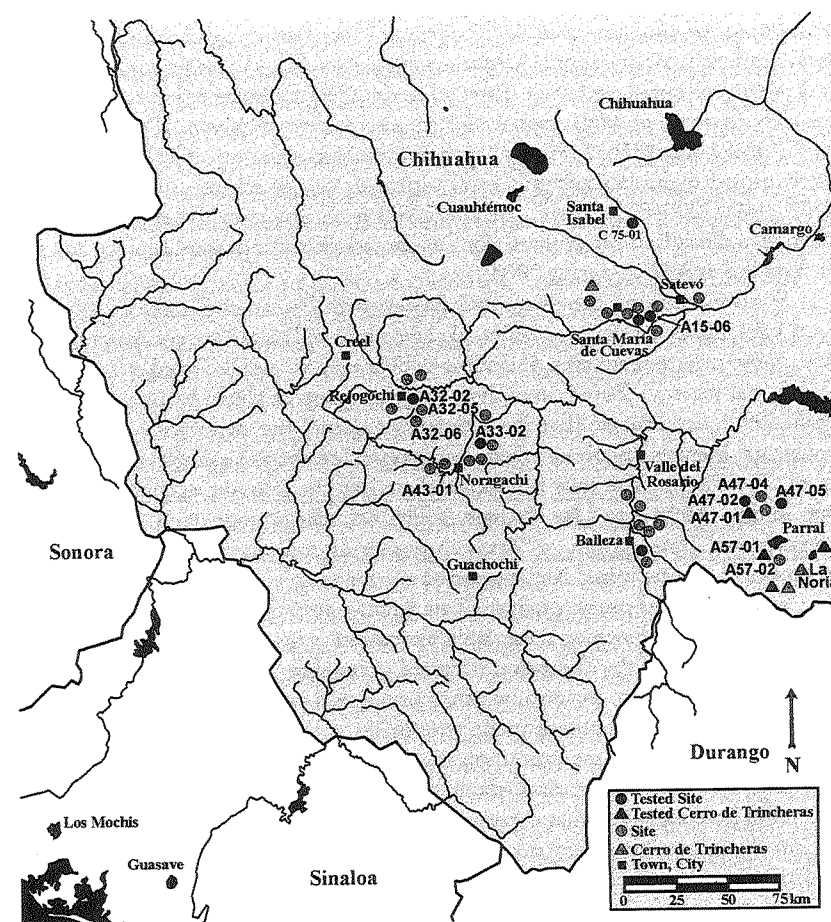 Chihuahua
Chihuahua
Cuauhtémoc
Santa
Isabel
C 75-01
Camargo
Satevó
A15-06
Santa María
de Cuevas
Creel
Rejogochi
A32-02
A32-05
A32-06
A33-02
A43-01
Noragachi
Valle del
Rosario
A47-04
A47-05
A47-02
A47-01
Parral
Balleza
A57-01
A57-02
La
Noria
Sonora
Guachochi
Durango
N
Los Mochis
Guasave
Sinaloa
Tested Site
Tested Cerro de Trincheras
Site
Cerro de Trincheras
Town, City
0 25 50 75 km